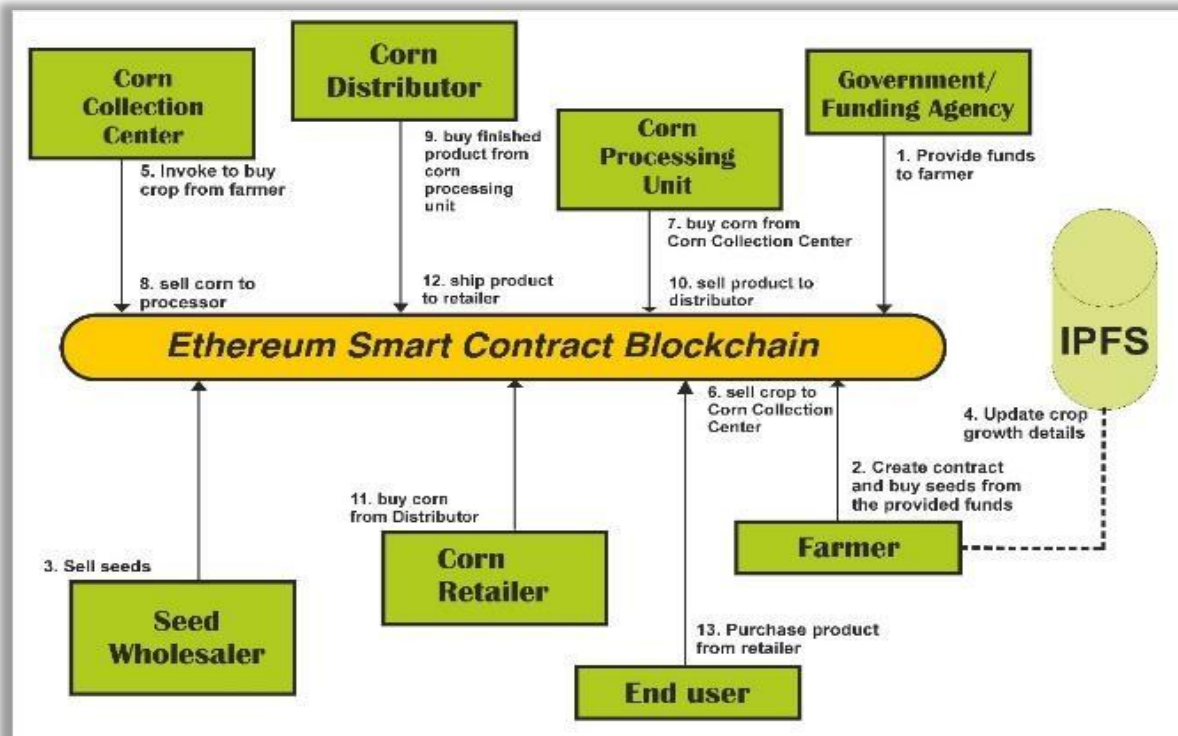 Corn
Collection
Center
Corn
Distributor
Corn
Processing
Unit
Government/
Funding Agency
5. Invoke to buy
crop from farmer
9. buy finished
product from
corn
processing
unit
7. buy corn from
Corn Collection Center
1. Provide funds
to farmer
8. sell corn to
processor
12. ship product
to retailer
10. sell product to
distributor
Ethereum Smart Contract Blockchain
IPFS
6. sell crop to
Corn Collection
Center
4. Update crop
growth details
2. Create contract
and buy seeds from
the provided funds
11. buy corn
from Distributor
Farmer
3. Sell seeds
Corn
Retailer
Seed
Wholesaler
13. Purchase product
from retailer
End user